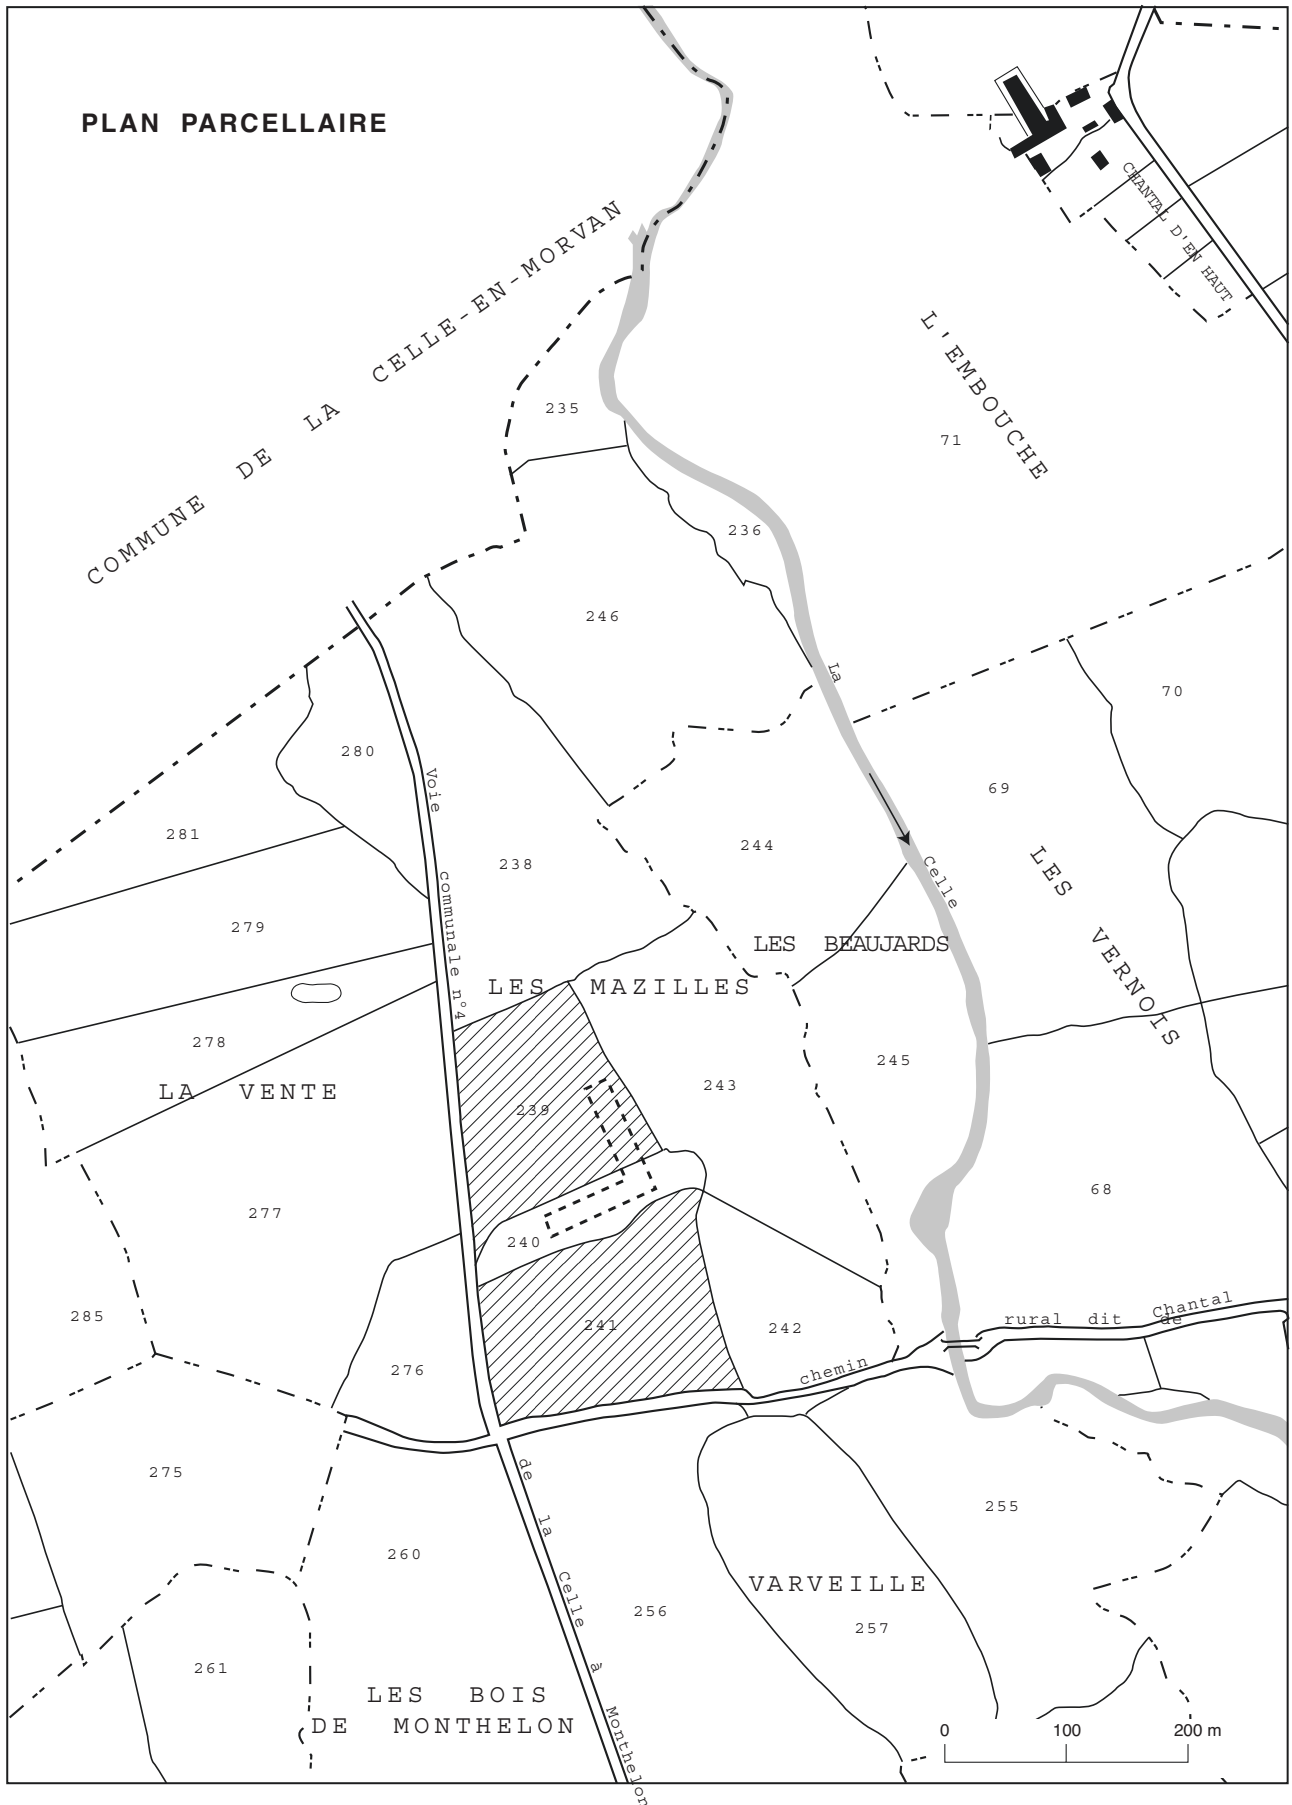 PLAN PARCELLAIRE
COMMUNE DE LA CELLE-EN-MORVAN
CHANTAL D'EN HAUT
L'EMBOUCHE
235
71
236
246
La
70
280
Voie communale n°4
69
281
244
238
LES VERNOIS
Celle
279
LES BEAUJARDS
LES MAZILLES
278
245
LA VENTE
243
239
68
277
240
285
rural dit de Chantal
241
242
276
chemin
275
de la Celle à Monthelon
255
260
VARVEILLE
256
257
261
LES BOIS
DE MONTHELON
0 100 200 m